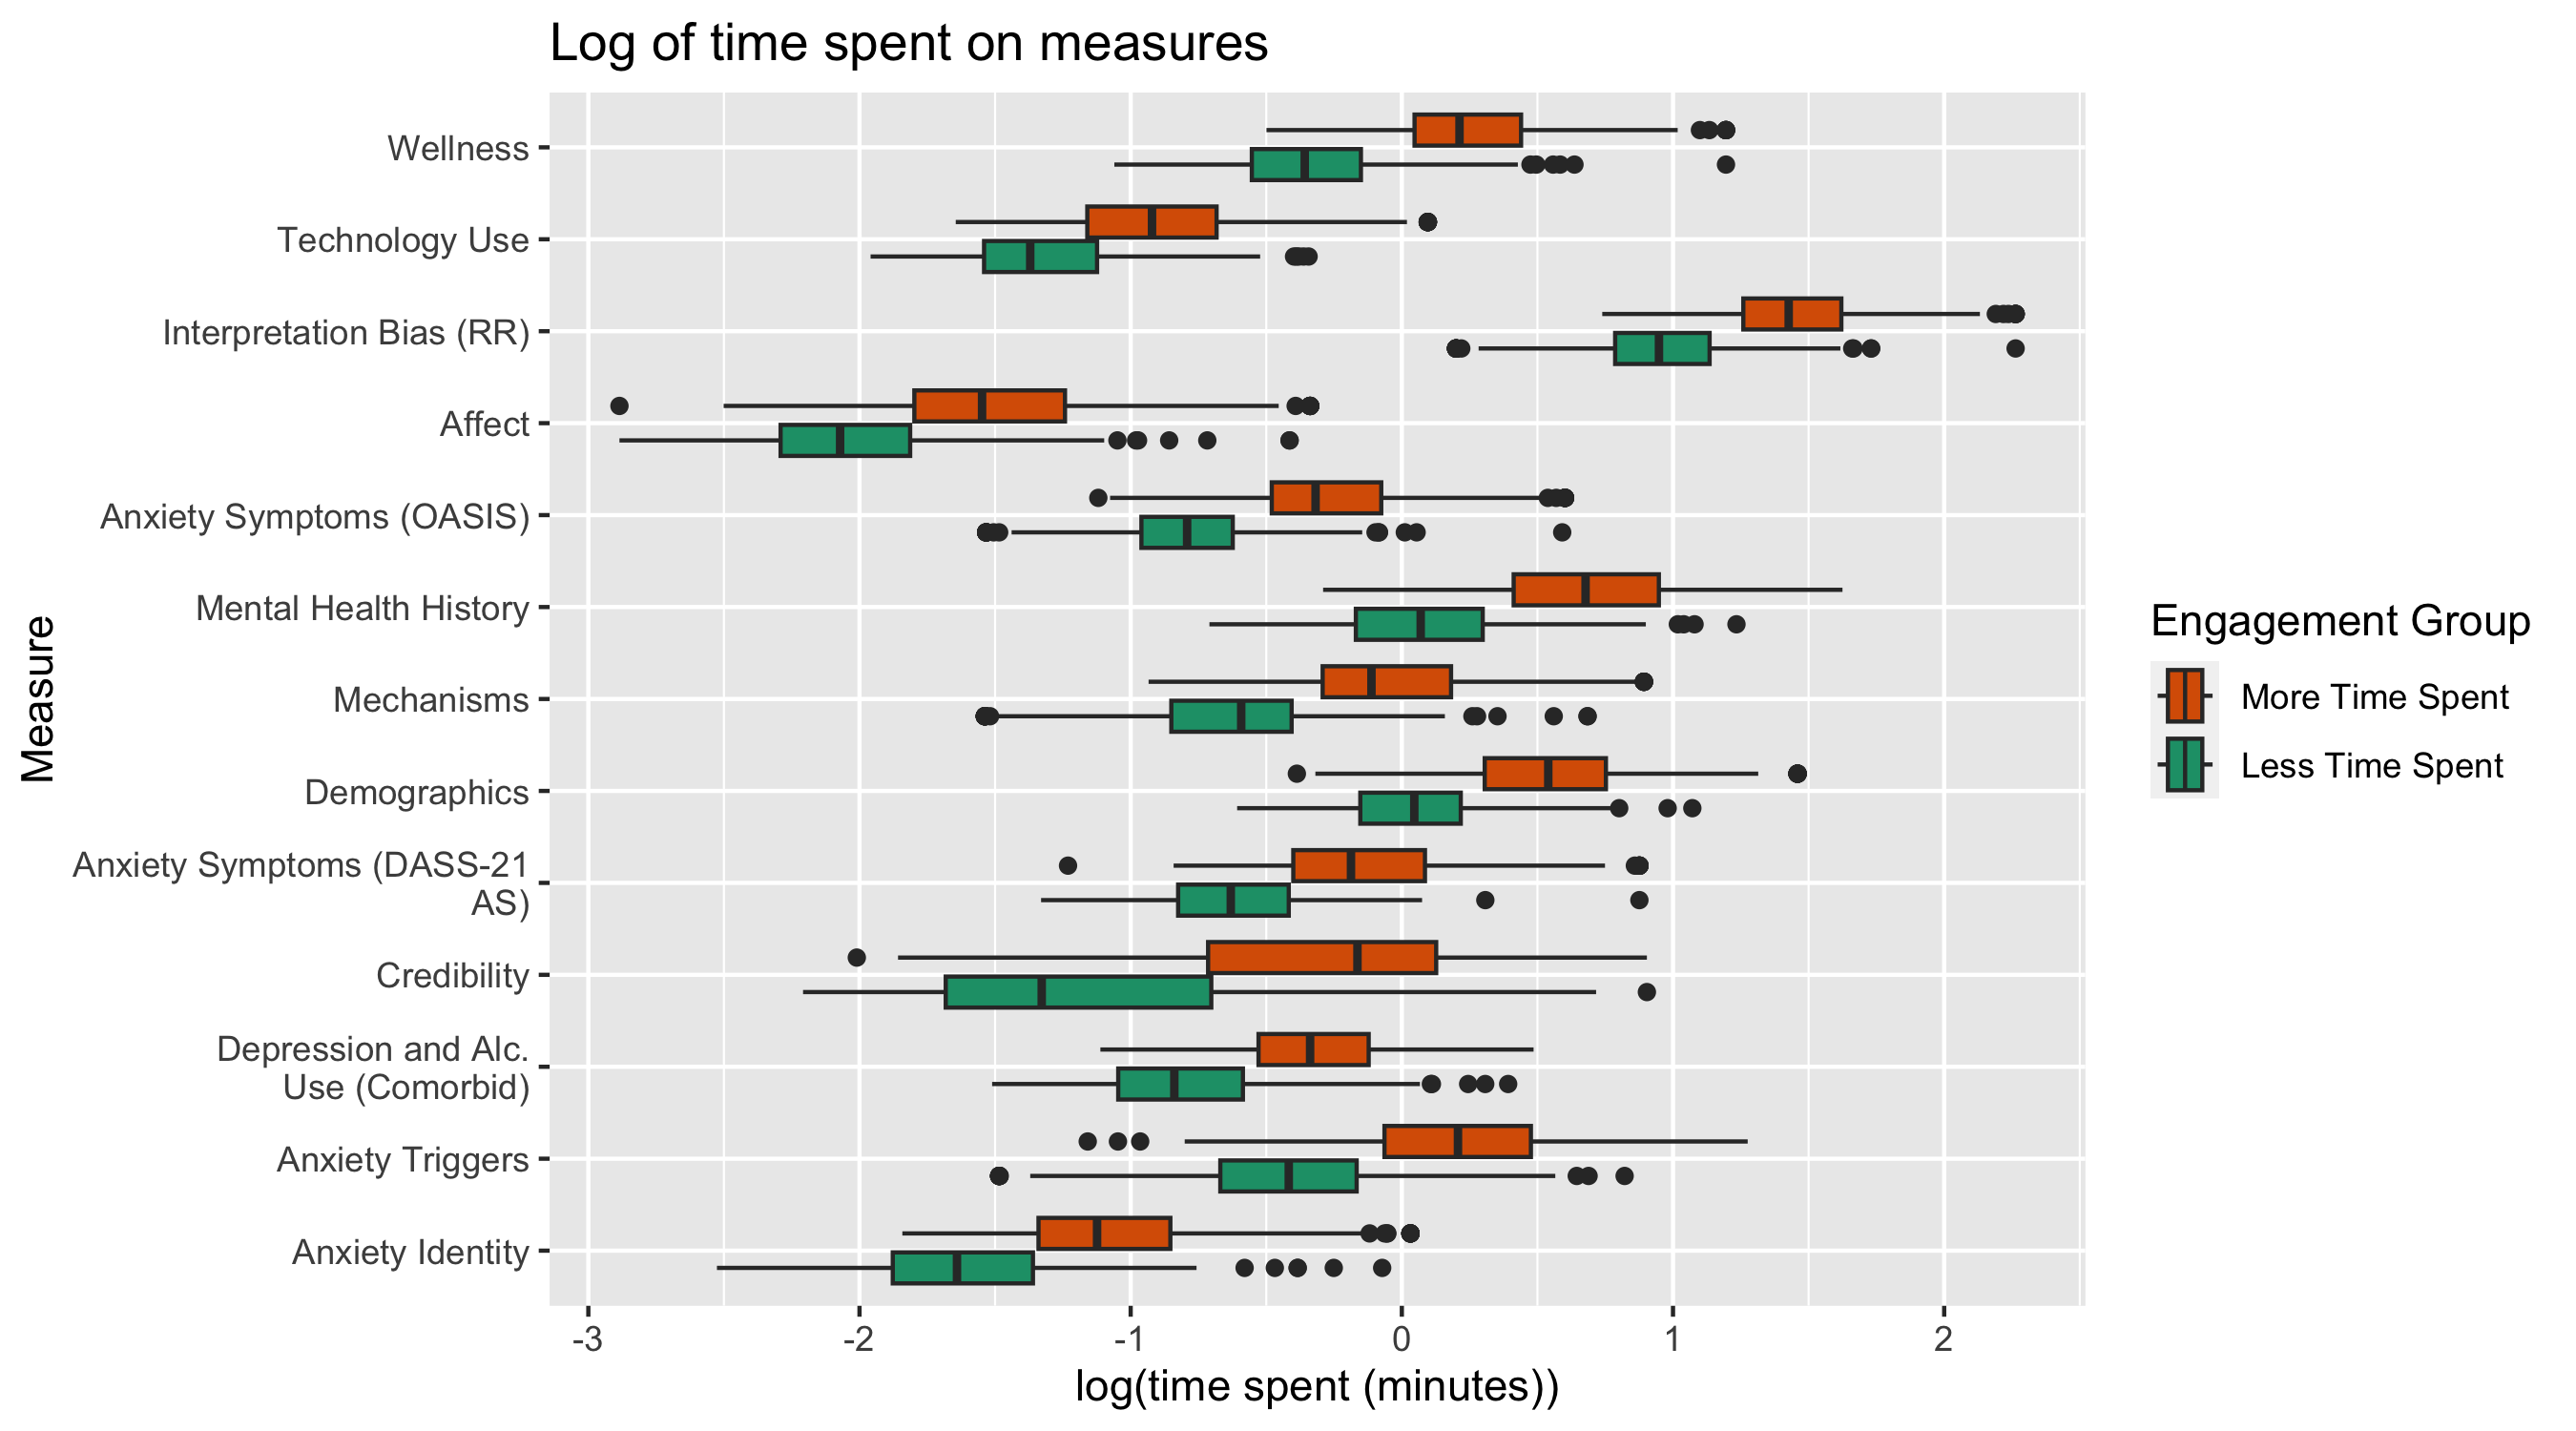 Log of time spent on measures
Measure
Wellness
Technology Use
Interpretation Bias (RR)
Affect
Anxiety Symptoms (OASIS)
Mental Health History
Mechanisms
Demographics
Anxiety Symptoms (DASS-21
AS)
Credibility
Depression and Alc.
Use (Comorbid)
Anxiety Triggers
Anxiety Identity
-3 -2 -1 0 1 2
log(time spent (minutes))
Engagement Group
More Time Spent
Less Time Spent